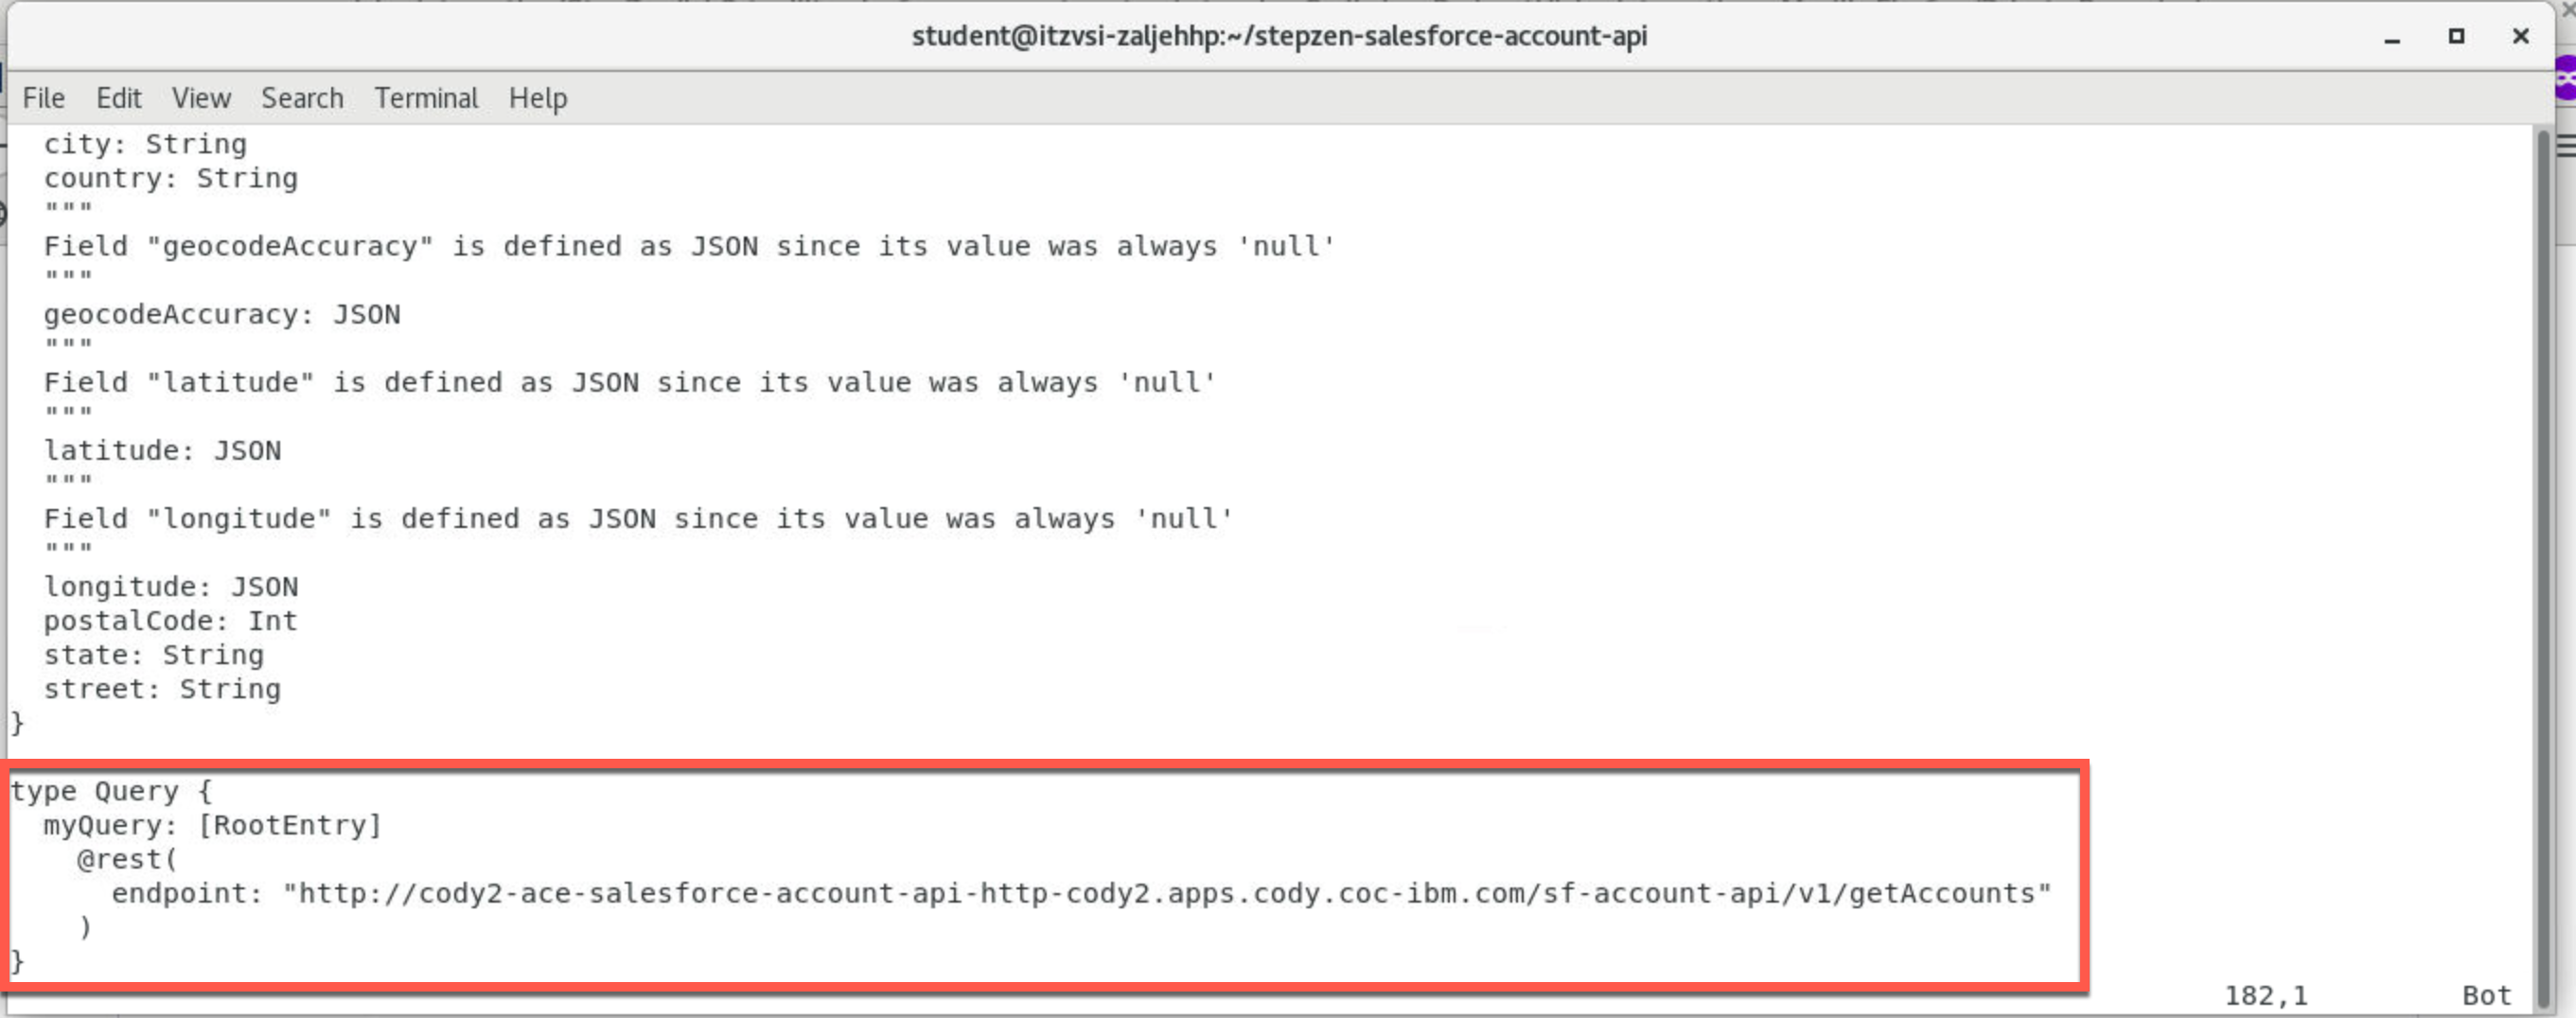 student@itzvsi-zaljehhp:~/stepzen-salesforce-account-api
File Edit View Search Terminal Help
city: String
country: String
"""
Field "geocodeAccuracy" is defined as JSON since its value was always 'null'
"""
geocodeAccuracy: JSON
"""
Field "latitude" is defined as JSON since its value was always 'null'
"""
latitude: JSON
"""
Field "longitude" is defined as JSON since its value was always 'null'
"""
longitude: JSON
postalCode: Int
state: String
street: String
}
type Query {
myQuery: [RootEntry]
@rest(
endpoint: "http://cody2-ace-salesforce-account-api-http-cody2.apps.cody.coc-ibm.com/sf-account-api/v1/getAccounts"
)
}
182,1 Bot